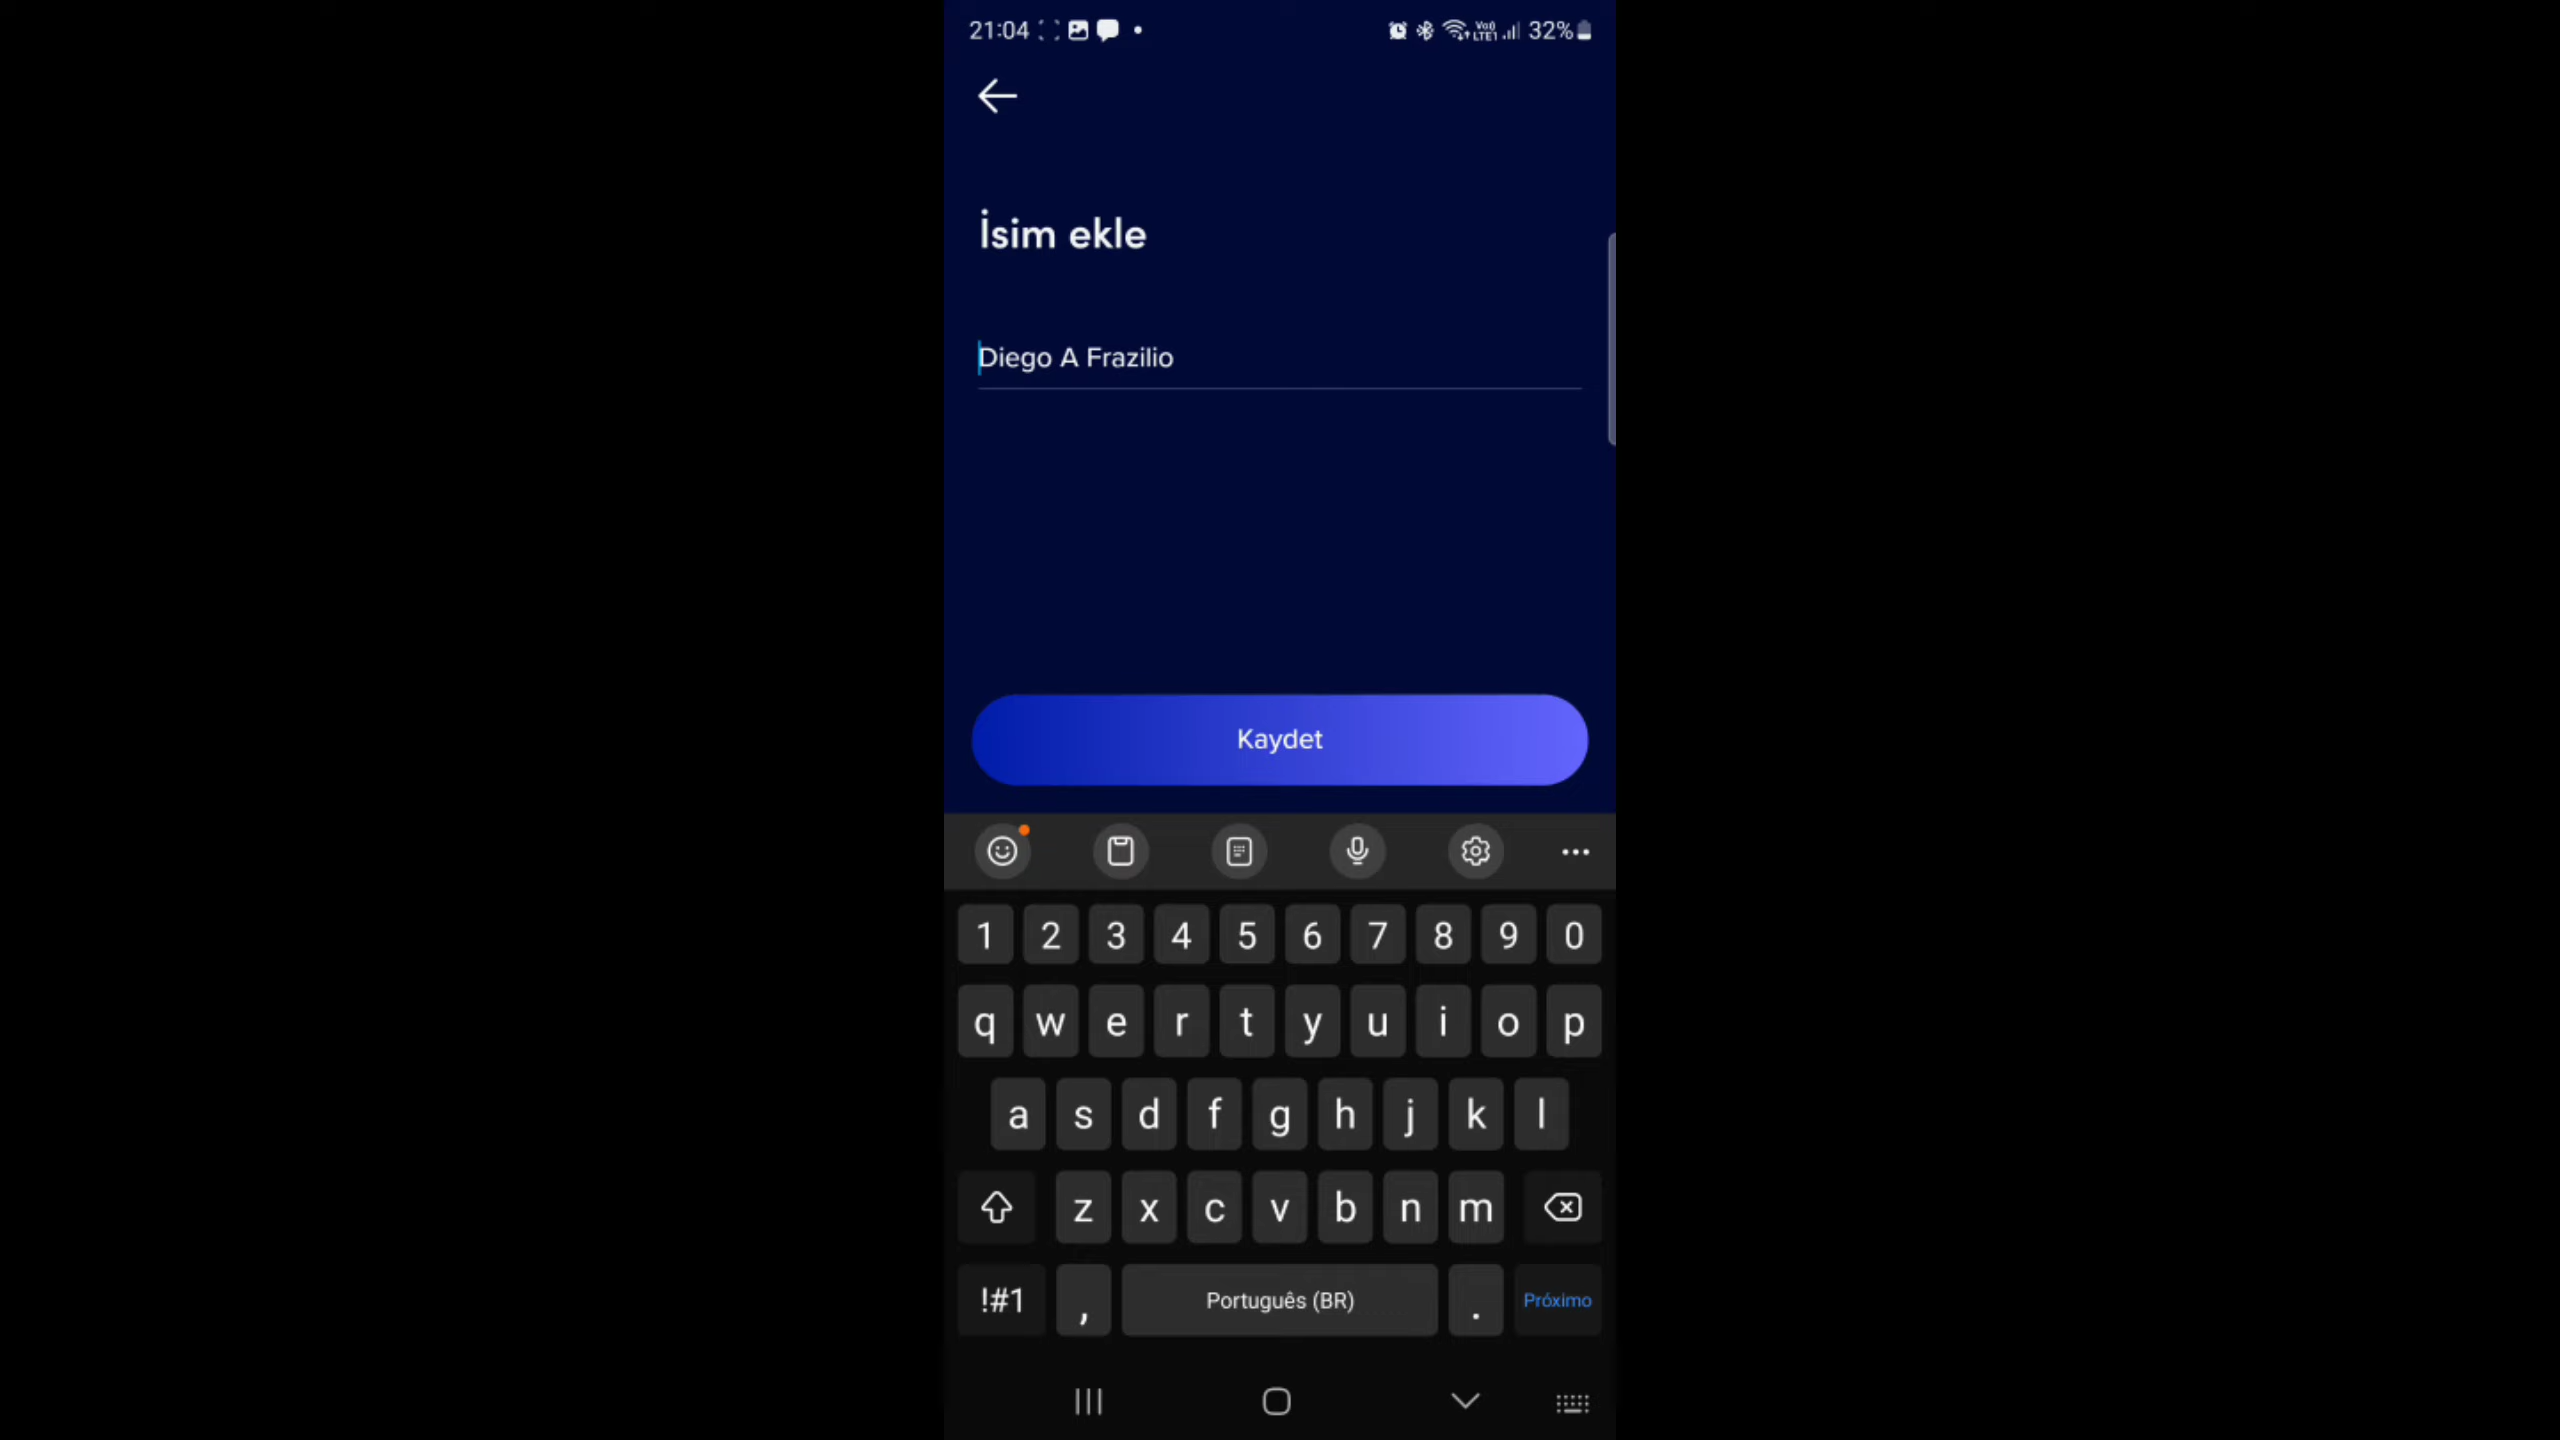 21:04 32%
İsim ekle
Diego A Frazilio
Kaydet
1 2 3 4 5 6 7 8 9 0
q w e r t y u i o p
a s d f g h j k l
z x c v b n m
!#1 , Português (BR) . Próximo